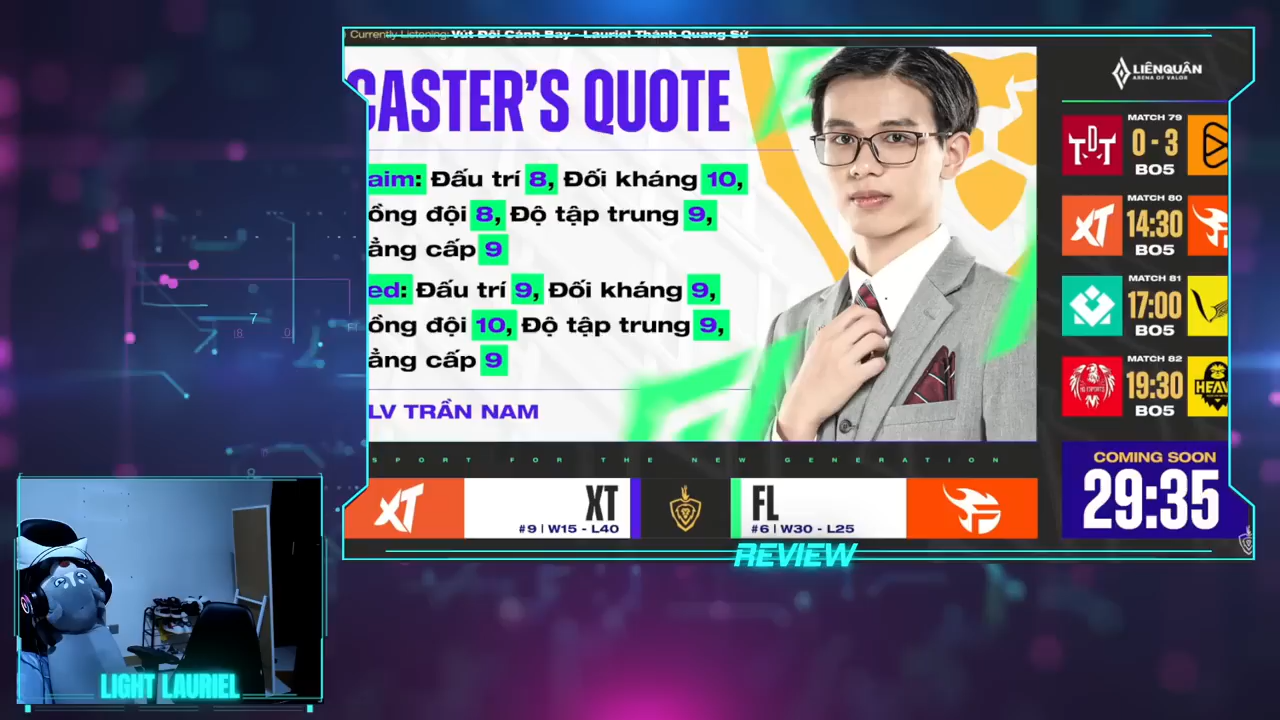 Currently Listening: Vút Đôi Cánh Bay - Lauriel Thánh Quang Sứ
CASTER'S QUOTE
aim: Đấu trí 8, Đối kháng 10,
ồng đội 8, Độ tập trung 9,
ẳng cấp 9
ed: Đấu trí 9, Đối kháng 9,
ồng đội 10, Độ tập trung 9,
ẳng cấp 9
LV TRẦN NAM
SPORT FOR THE NEW GENERATION
XT
XT
#9 | W15 - L40
FL
#6 | W30 - L25
REVIEW
LIÊNQUÂN
ARENA OF VALOR
MATCH 79
TDT
0 - 3
BO5
MATCH 80
XT
14:30
BO5
MATCH 81
17:00
BO5
MATCH 82
19:30
BO5
HEAV
COMING SOON
29:35
LIGHT LAURIEL